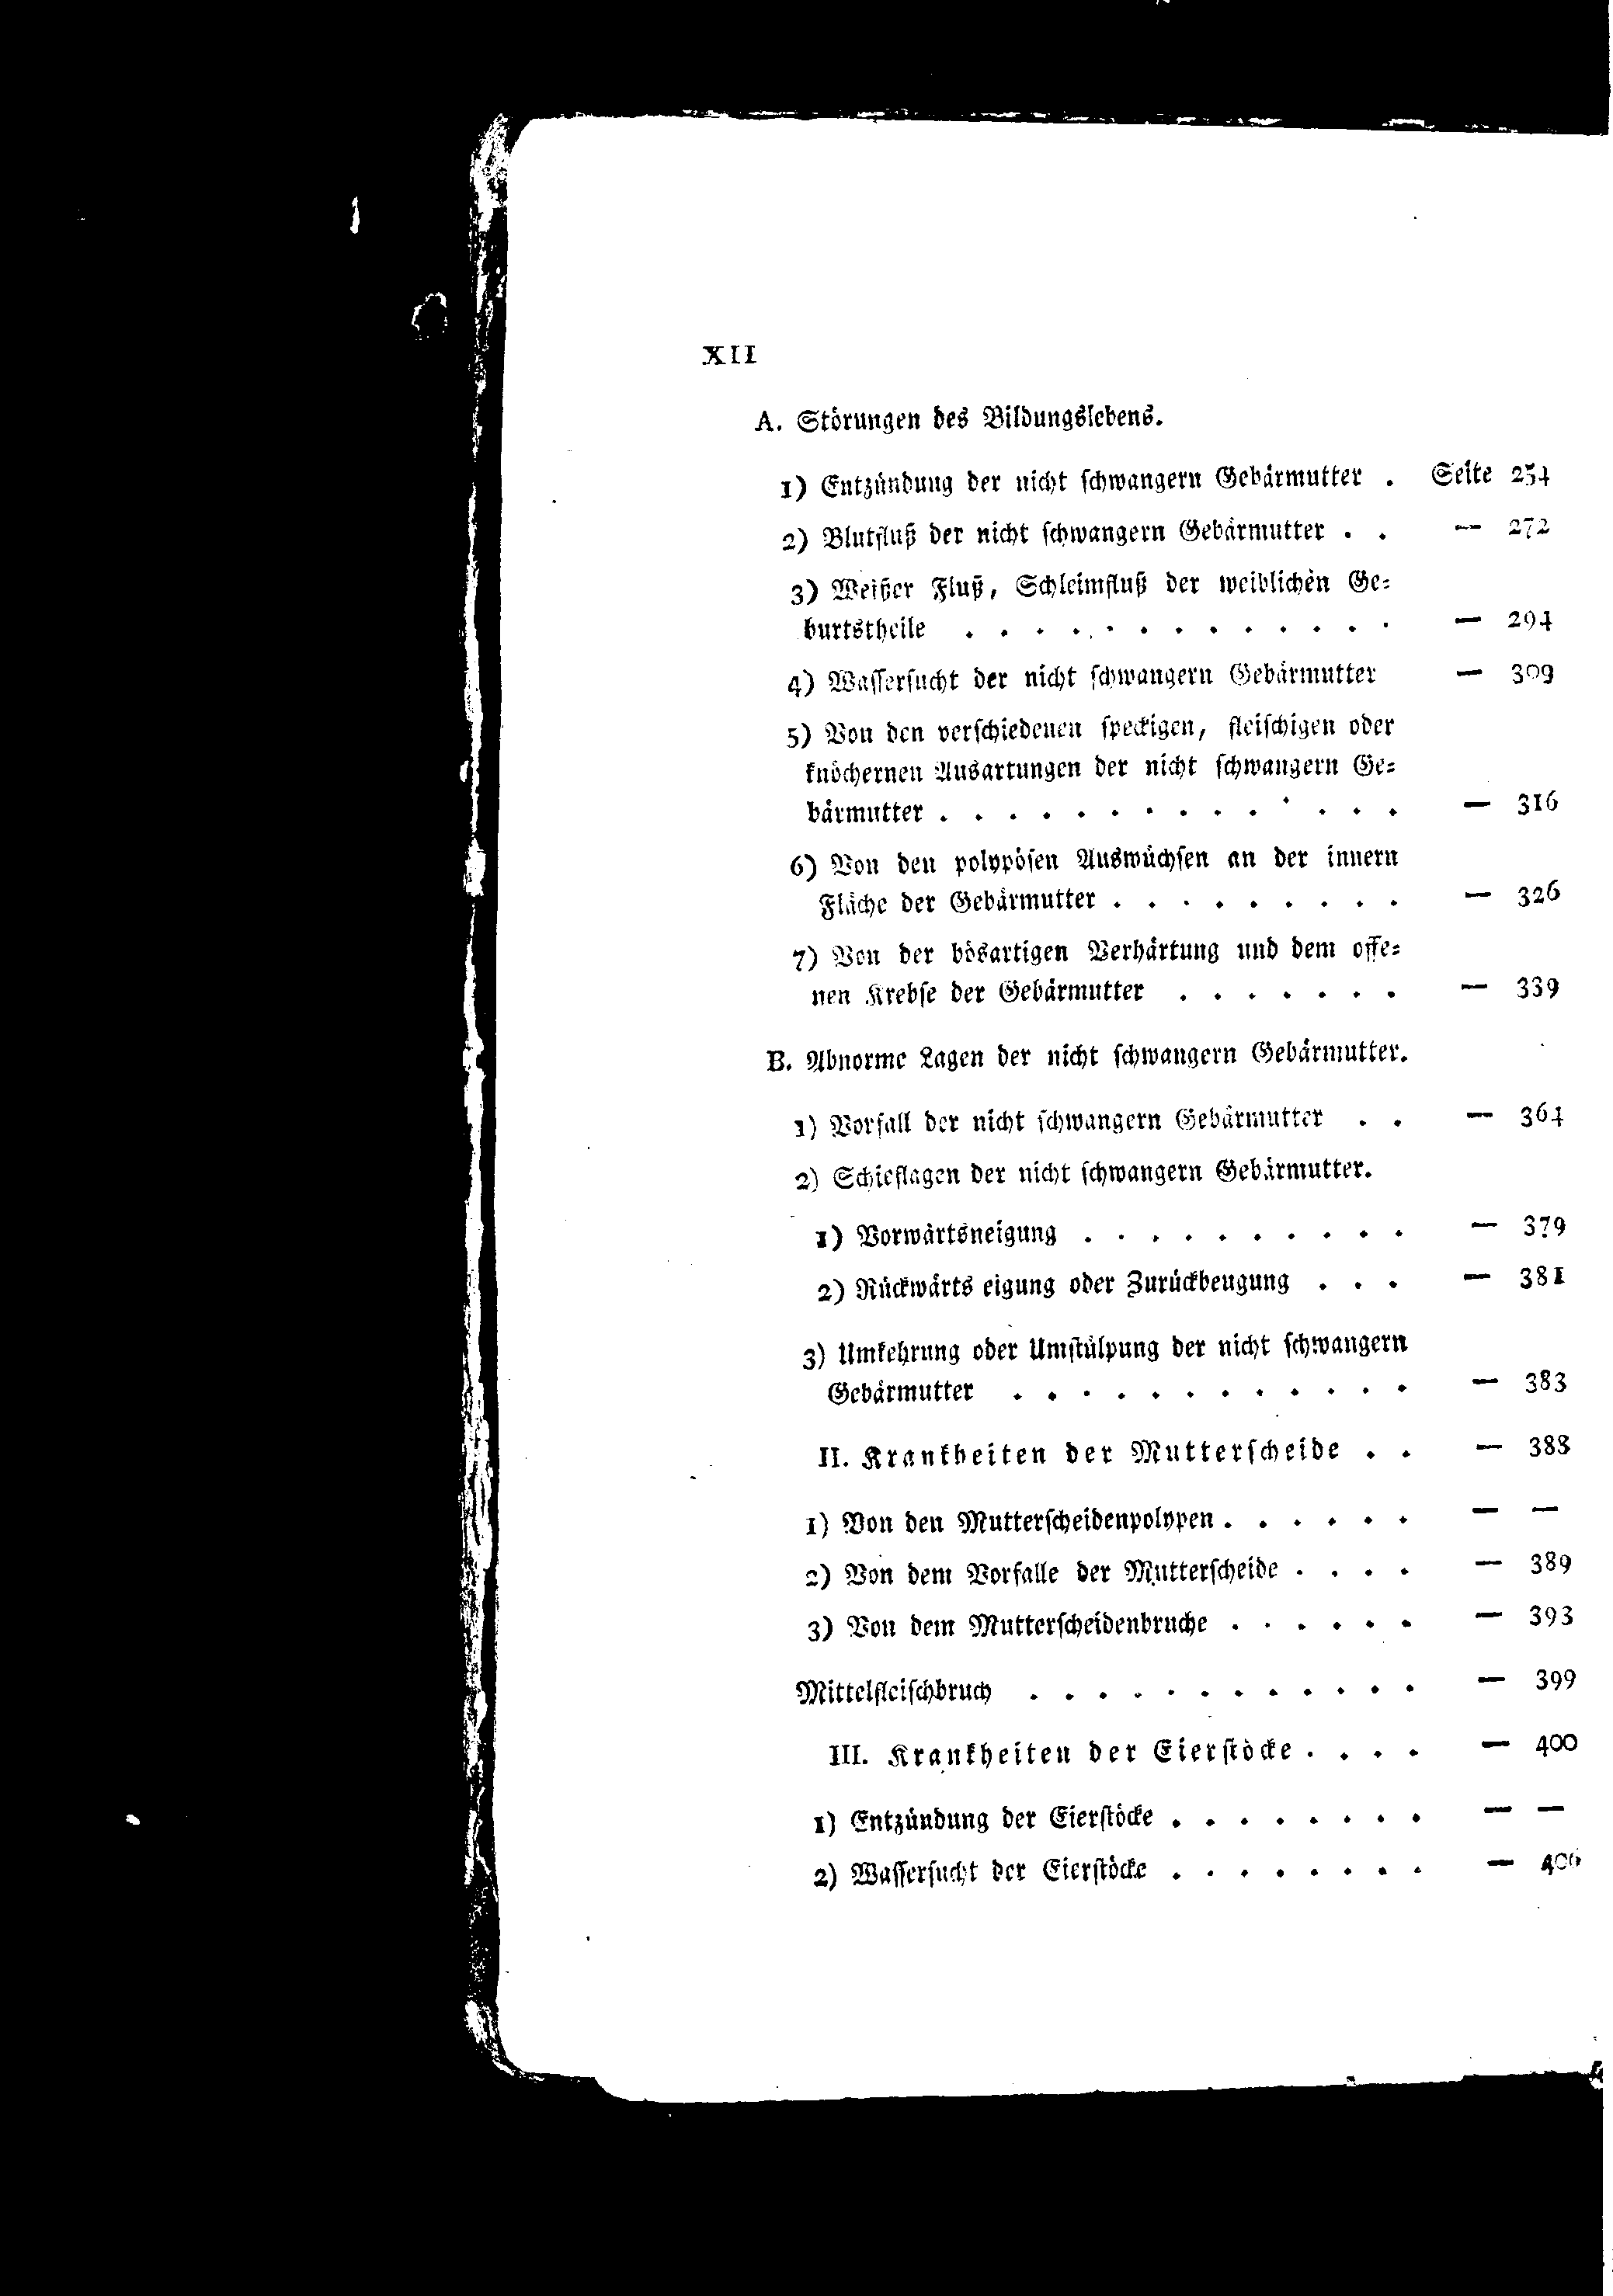 XII
A. Störungen des Bildungslebens.
1) Entzündung der nicht schwangern Gebärmutter . Seite 254
2) Blutfluß der nicht schwangern Gebärmutter . . — 272
3) Weißer Fluß, Schleimfluß der weiblichen Ge-
burtstheile . . . . . . . . . . . . . — 294
4) Wassersucht der nicht schwangern Gebärmutter — 309
5) Von den verschiedenen speckigen, fleischigen oder
knöchernen Ausartungen der nicht schwangern Ge-
bärmutter . . . . . . . . . . . . . . — 316
6) Von den polypösen Auswüchsen an der innern
Fläche der Gebärmutter . . . . . . . . . — 326
7) Von der bösartigen Verhärtung und dem offe-
nen Krebse der Gebärmutter . . . . . . . — 339
B. Abnorme Lagen der nicht schwangern Gebärmutter.
1) Vorfall der nicht schwangern Gebärmutter . . — 364
2) Schieflagen der nicht schwangern Gebärmutter.
1) Vorwärtsneigung . . . . . . . . . . — 379
2) Rückwärts eigung oder Zurückbeugung . . . — 381
3) Umkehrung oder Umstülpung der nicht schwangern
Gebärmutter . . . . . . . . . . . . — 383
II. Krankheiten der Mutterscheide . . — 388
1) Von den Mutterscheidenpolypen . . . . . . — —
2) Von dem Vorfalle der Mutterscheide . . . . — 389
3) Von dem Mutterscheidenbruche . . . . . . — 393
Mittelfleischbruch . . . . . . . . . . . . — 399
III. Krankheiten der Eierstöcke . . . . — 400
1) Entzündung der Eierstöcke . . . . . . . . — —
2) Wassersucht der Eierstöcke . . . . . . . . — 406